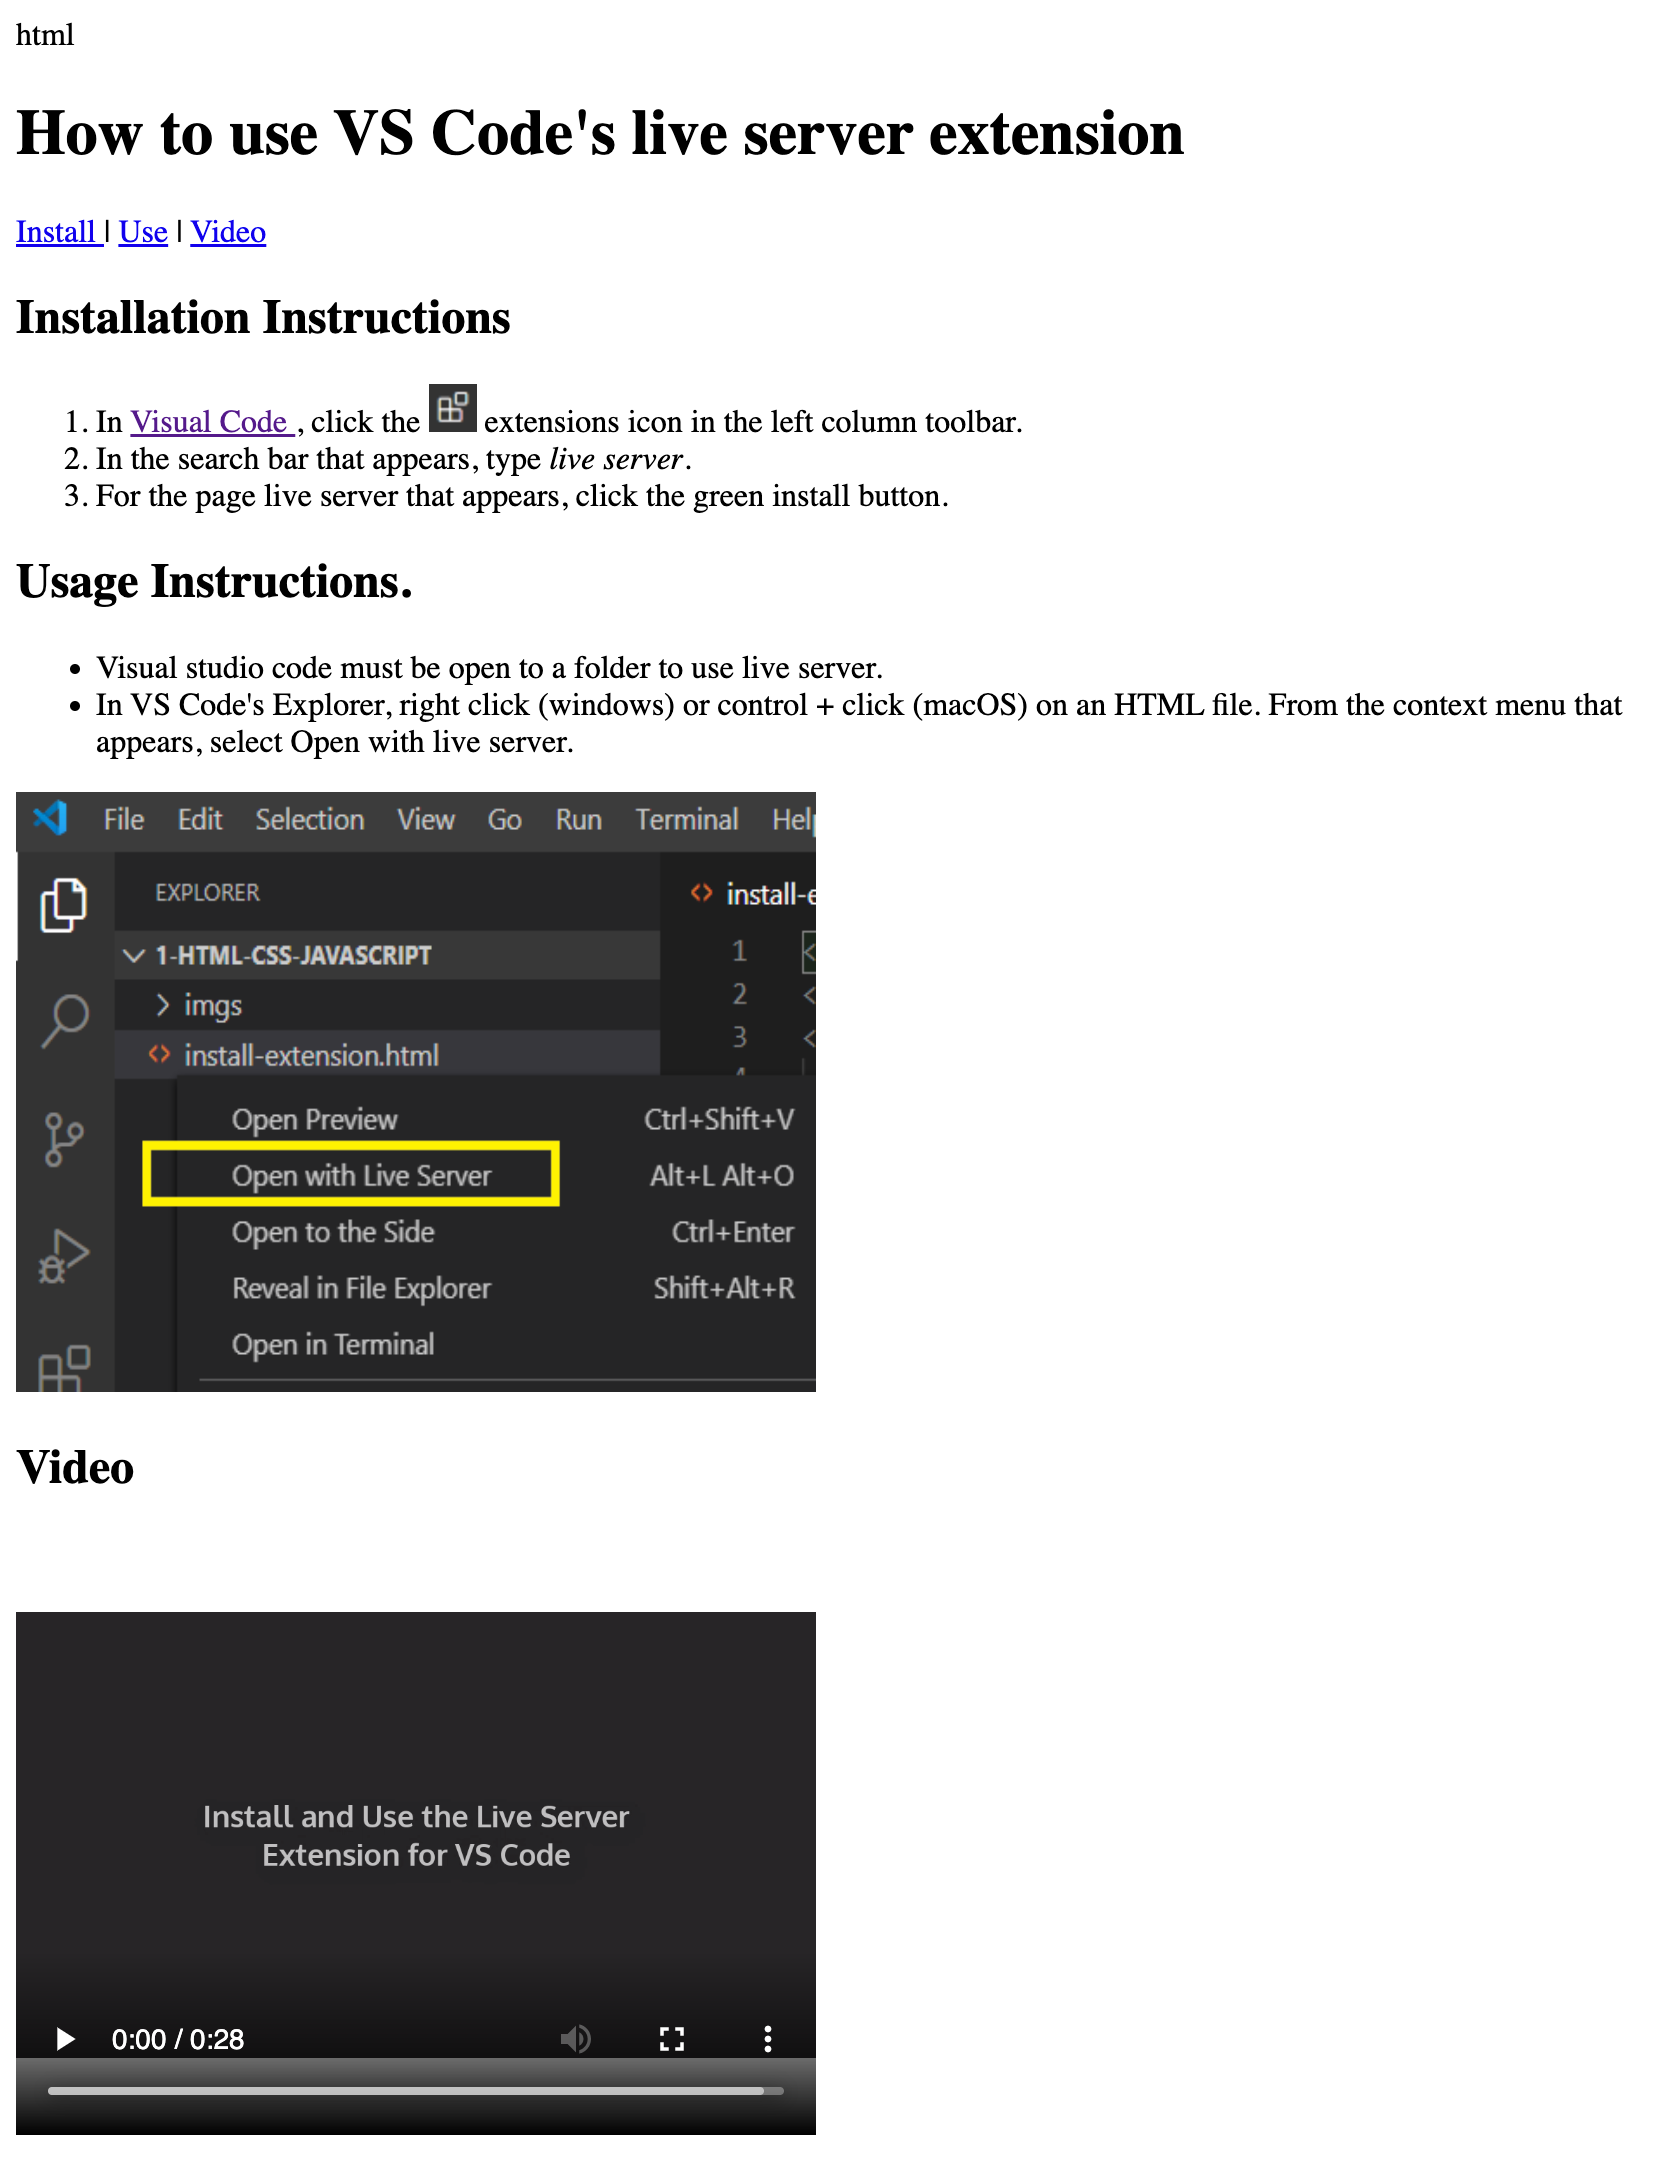 html
How to use VS Code's live server extension
Install | Use | Video
Installation Instructions
1. In Visual Code , click the extensions icon in the left column toolbar.
2. In the search bar that appears, type live server.
3. For the page live server that appears, click the green install button.
Usage Instructions.
• Visual studio code must be open to a folder to use live server.
• In VS Code's Explorer, right click (windows) or control + click (macOS) on an HTML file. From the context menu that
appears, select Open with live server.
File Edit Selection View Go Run Terminal Help
EXPLORER
<> install-e
1-HTML-CSS-JAVASCRIPT
1 <
> imgs
2 <
3 <
<> install-extension.html
4
Open Preview Ctrl+Shift+V
Open with Live Server Alt+L Alt+O
Open to the Side Ctrl+Enter
Reveal in File Explorer Shift+Alt+R
Open in Terminal
Video
Install and Use the Live Server
Extension for VS Code
0:00 / 0:28